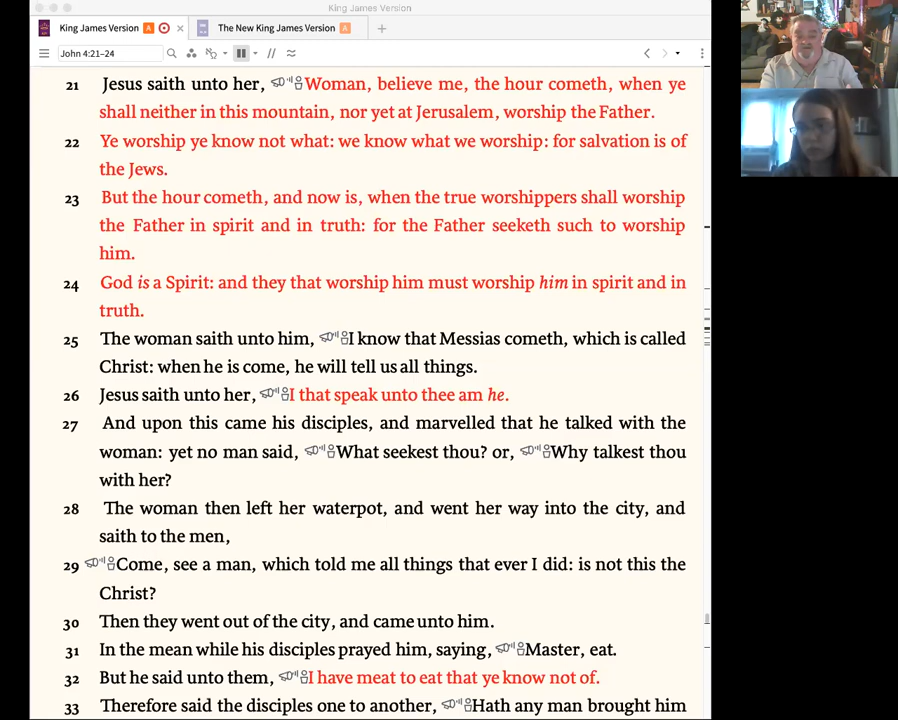 King James Version
King James Version A The New King James Version A
John 4:21–24
21 Jesus saith unto her, Woman, believe me, the hour cometh, when ye
shall neither in this mountain, nor yet at Jerusalem, worship the Father.
22 Ye worship ye know not what: we know what we worship: for salvation is of
the Jews.
23 But the hour cometh, and now is, when the true worshippers shall worship
the Father in spirit and in truth: for the Father seeketh such to worship
him.
24 God is a Spirit: and they that worship him must worship him in spirit and in
truth.
25 The woman saith unto him, I know that Messias cometh, which is called
Christ: when he is come, he will tell us all things.
26 Jesus saith unto her, I that speak unto thee am he.
27 And upon this came his disciples, and marvelled that he talked with the
woman: yet no man said, What seekest thou? or, Why talkest thou
with her?
28 The woman then left her waterpot, and went her way into the city, and
saith to the men,
29 Come, see a man, which told me all things that ever I did: is not this the
Christ?
30 Then they went out of the city, and came unto him.
31 In the mean while his disciples prayed him, saying, Master, eat.
32 But he said unto them, I have meat to eat that ye know not of.
33 Therefore said the disciples one to another, Hath any man brought him